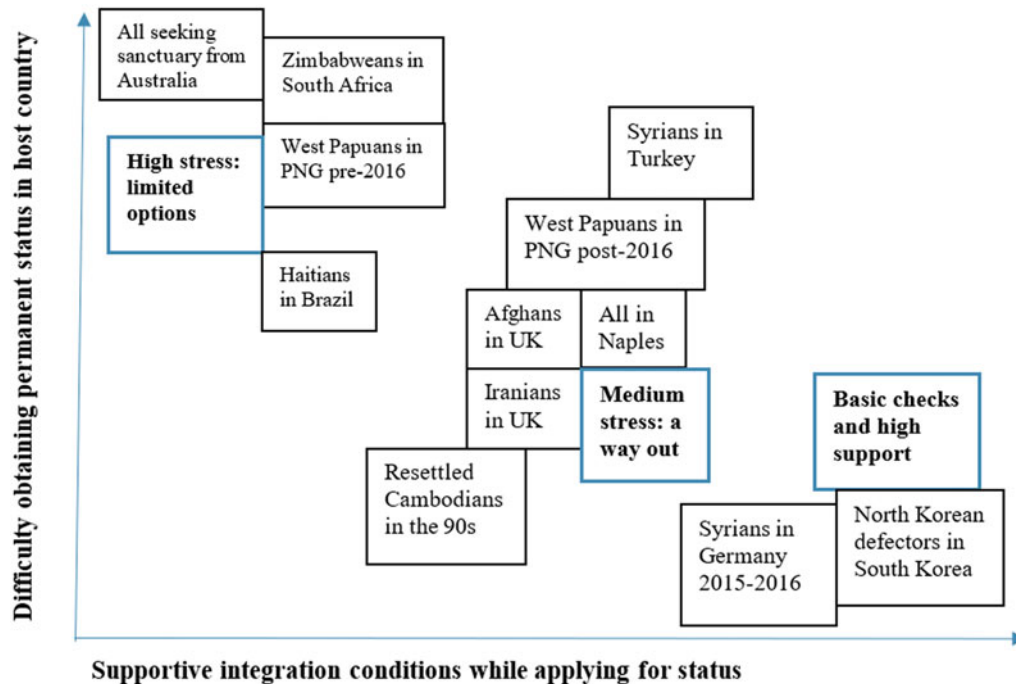 Difficulty obtaining permanent status in host country
All seeking
sanctuary from
Australia
Zimbabweans in
South Africa
High stress:
limited
options
West Papuans in
PNG pre-2016
Haitians
in Brazil
Syrians in
Turkey
West Papuans in
PNG post-2016
Afghans
in UK
All in
Naples
Iranians
in UK
Medium
stress: a
way out
Resettled
Cambodians
in the 90s
Basic checks
and high
support
Syrians in
Germany
2015-2016
North Korean
defectors in
South Korea
Supportive integration conditions while applying for status